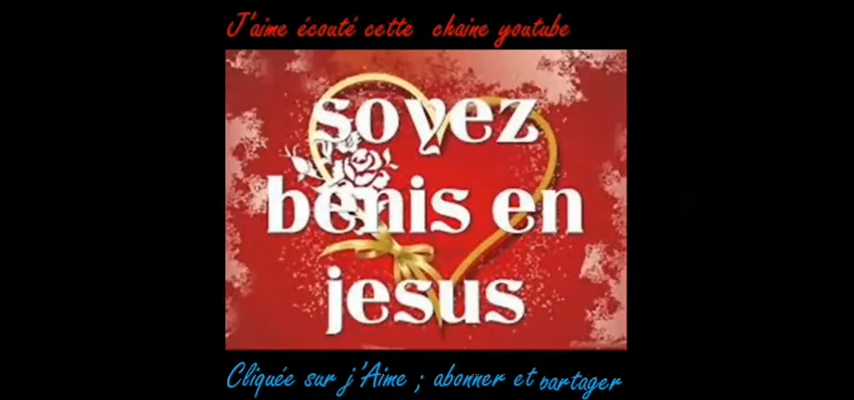 J'aime écouté cette chaine youtube
soyez
benis en
jesus
Cliquée sur j'Aime ; abonner et partager